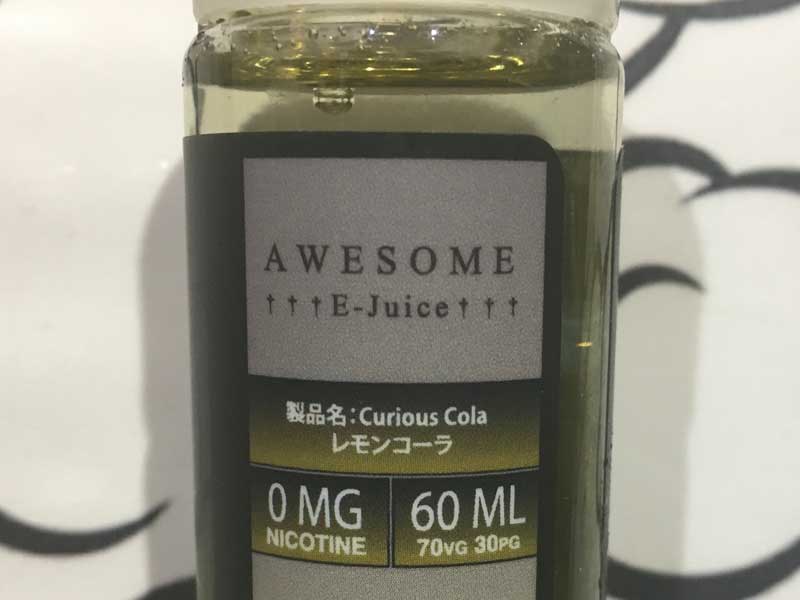 AWESOME
†††E-Juice†††
製品名:Curious Cola
レモンコーラ
0 MG
NICOTINE
60 ML
70VG 30PG